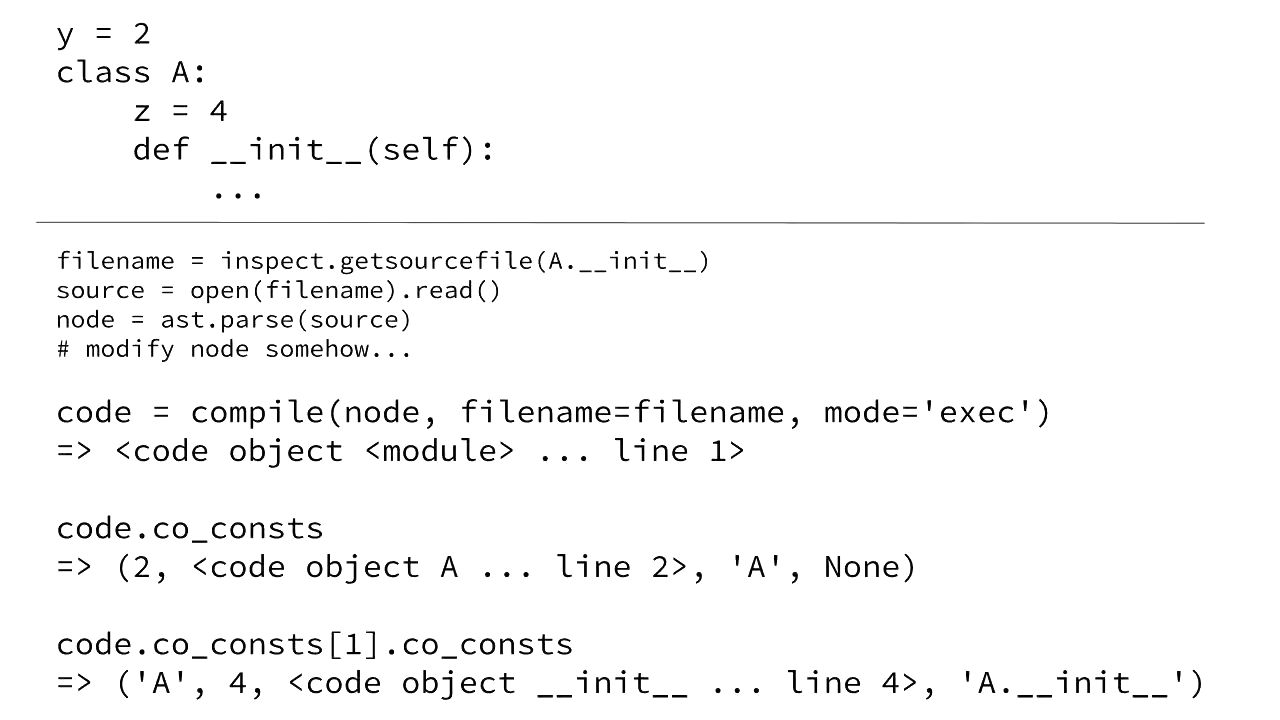 y = 2
class A:
    z = 4
    def __init__(self):
        ...
filename = inspect.getsourcefile(A.__init__)
source = open(filename).read()
node = ast.parse(source)
# modify node somehow...
code = compile(node, filename=filename, mode='exec')
=> <code object <module> ... line 1>
code.co_consts
=> (2, <code object A ... line 2>, 'A', None)
code.co_consts[1].co_consts
=> ('A', 4, <code object __init__ ... line 4>, 'A.__init__')